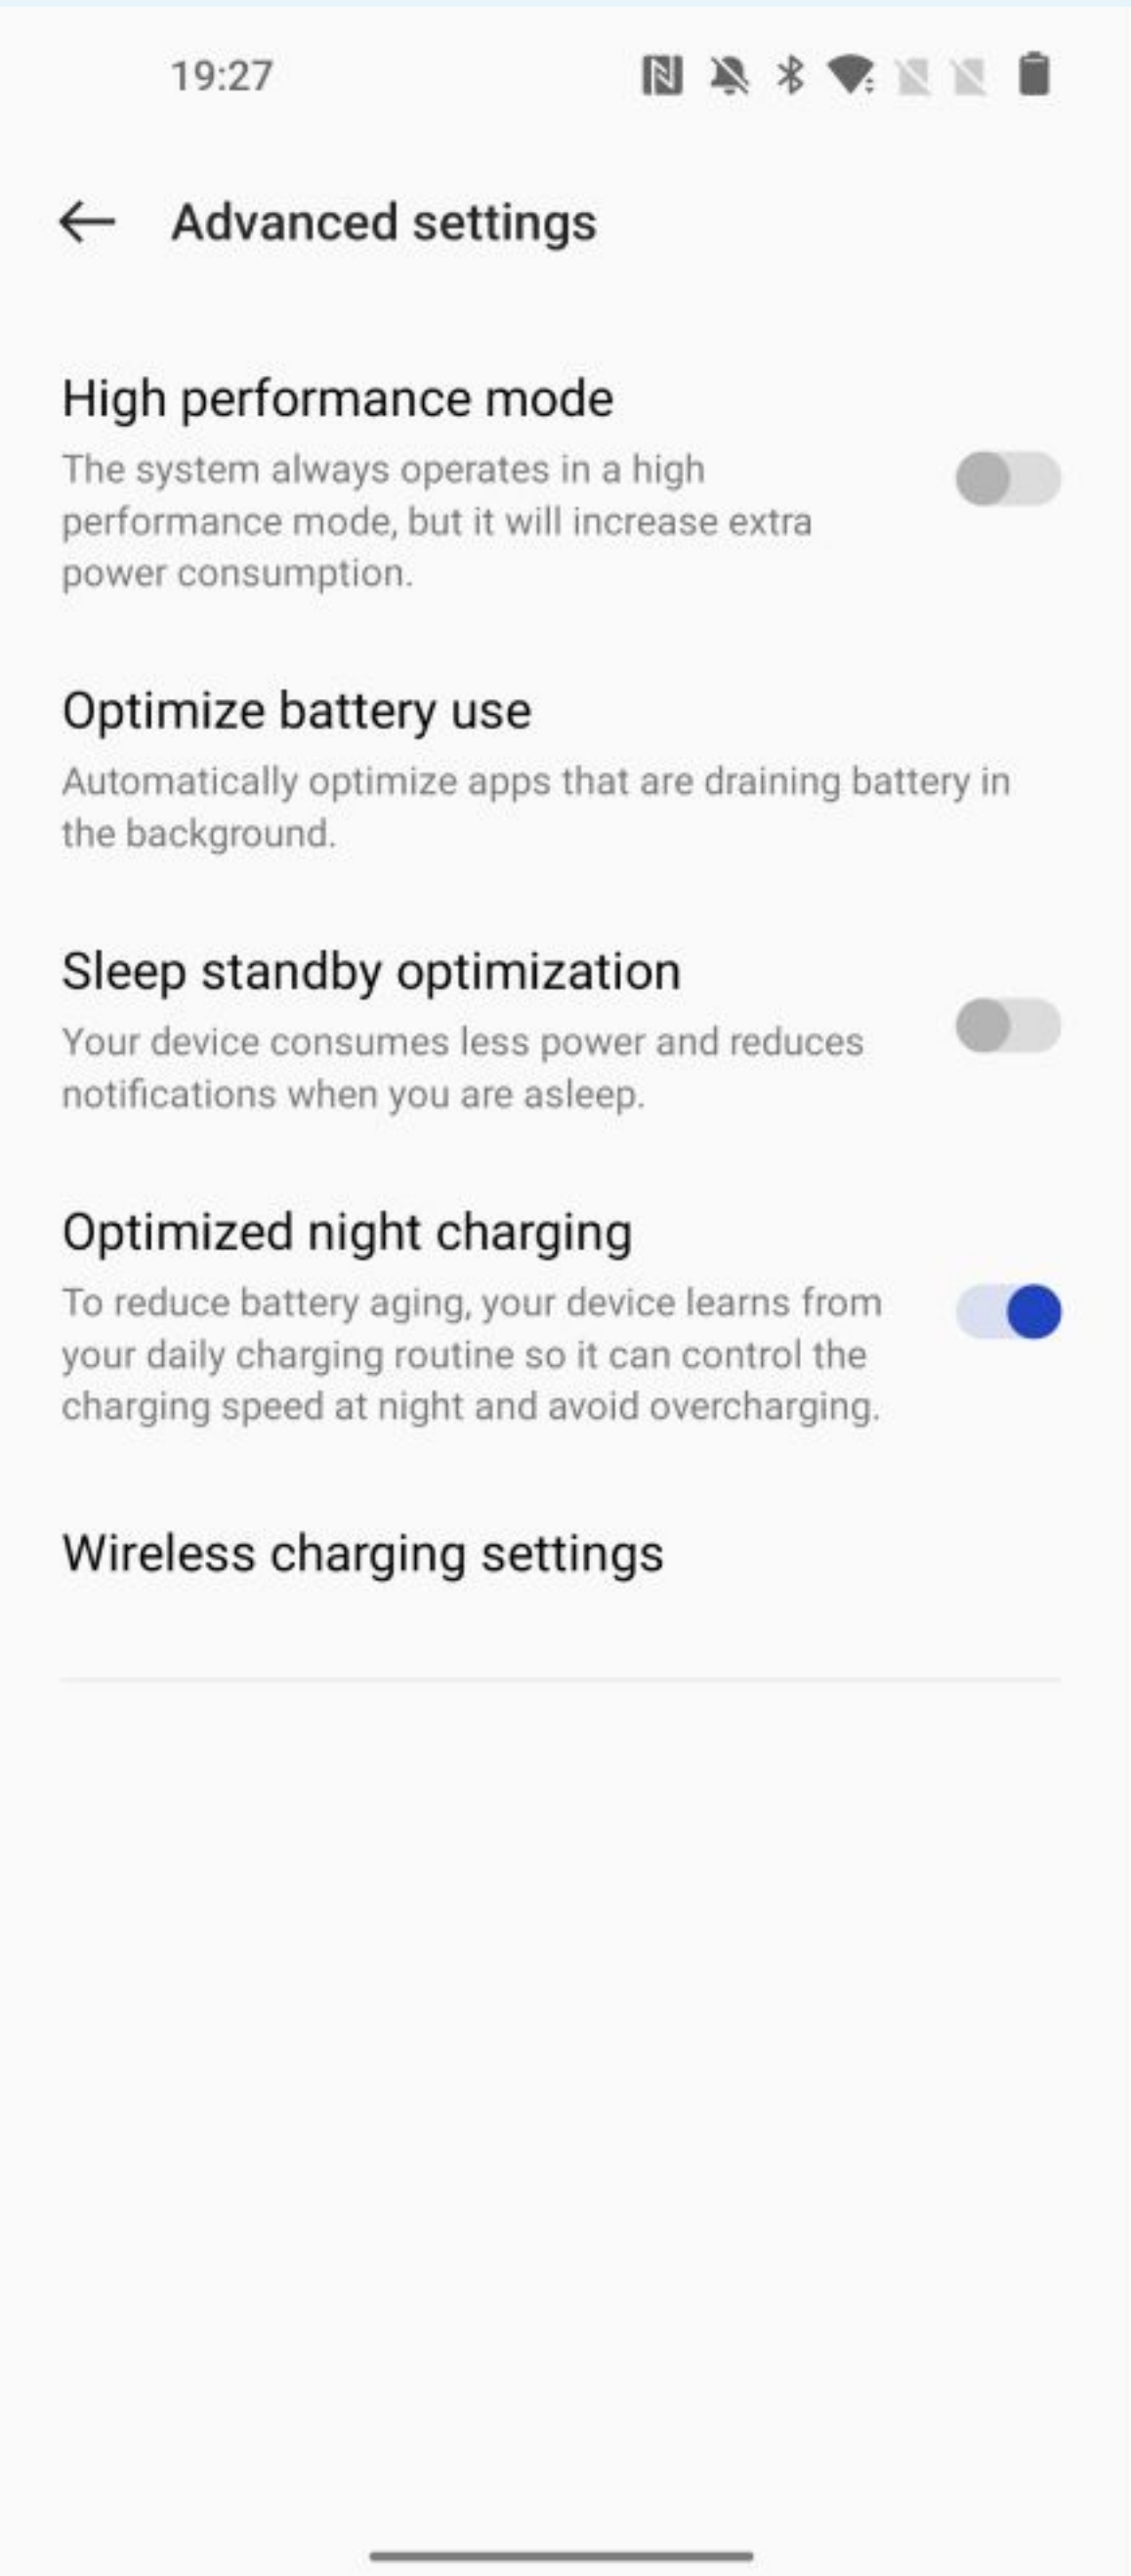 19:27
Advanced settings
High performance mode
The system always operates in a high
performance mode, but it will increase extra
power consumption.
Optimize battery use
Automatically optimize apps that are draining battery in
the background.
Sleep standby optimization
Your device consumes less power and reduces
notifications when you are asleep.
Optimized night charging
To reduce battery aging, your device learns from
your daily charging routine so it can control the
charging speed at night and avoid overcharging.
Wireless charging settings